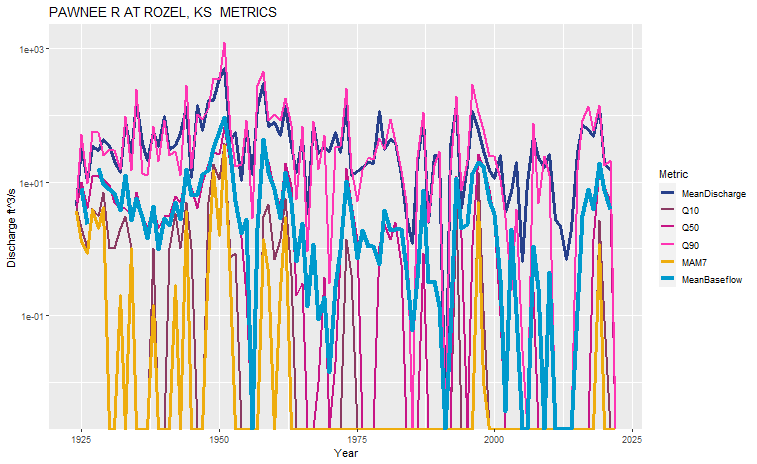 PAWNEE R AT ROZEL, KS  METRICS
1e+03
1e+01
1e-01
Discharge ft^3/s
1925
1950
1975
2000
2025
Year
Metric
MeanDischarge
Q10
Q50
Q90
MAM7
MeanBaseflow